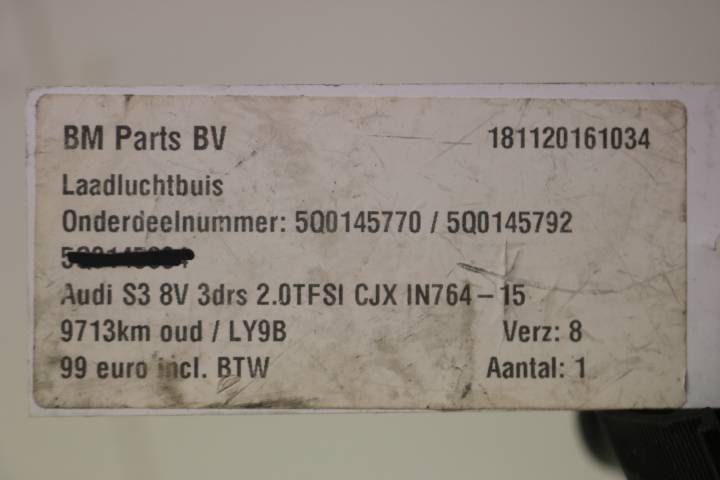 BM Parts BV 181120161034
Laadluchtbuis
Onderdeelnummer: 5Q0145770 / 5Q0145792
Audi S3 8V 3drs 2.0TFSI CJX IN764-15
9713km oud / LY9B Verz: 8
99 euro incl. BTW Aantal: 1